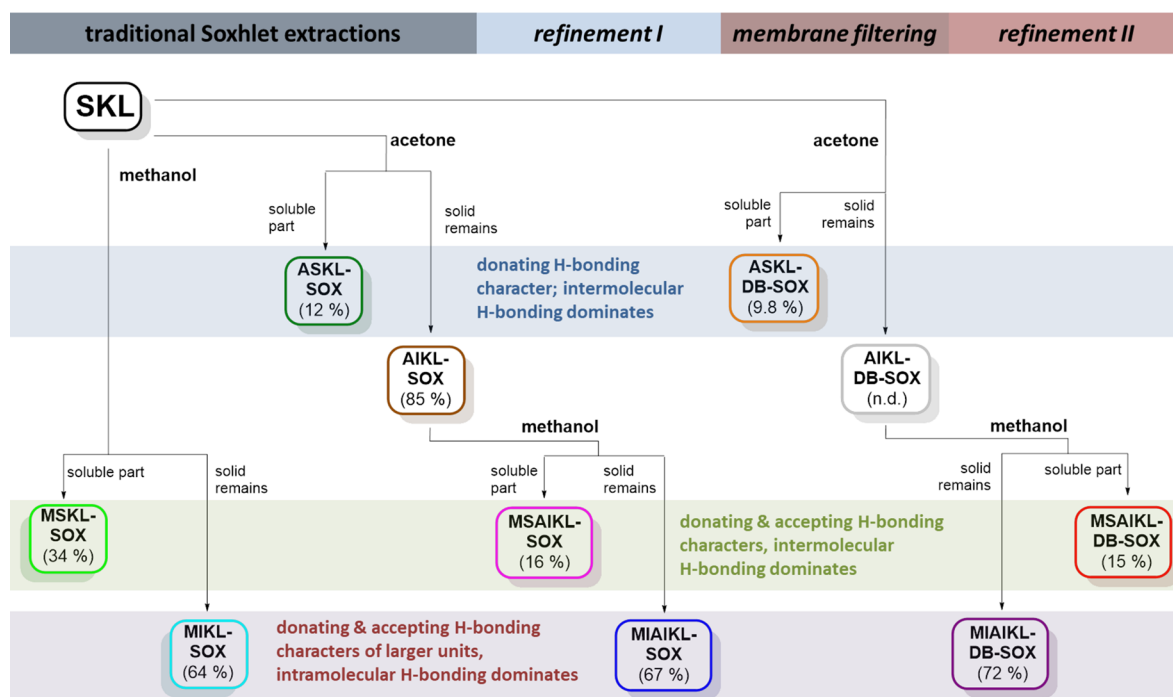 traditional Soxhlet extractions
refinement I
membrane filtering
refinement II
SKL
acetone
acetone
methanol
soluble
part
solid
remains
soluble
part
solid
remains
ASKL-
SOX
(12 %)
donating H-bonding
character; intermolecular
H-bonding dominates
ASKL-
DB-SOX
(9.8 %)
AIKL-
SOX
(85 %)
AIKL-
DB-SOX
(n.d.)
methanol
methanol
soluble part
solid
remains
soluble
part
solid
remains
solid
remains
soluble part
MSKL-
SOX
(34 %)
MSAIKL-
SOX
(16 %)
donating & accepting H-bonding
characters, intermolecular
H-bonding dominates
MSAIKL-
DB-SOX
(15 %)
MIKL-
SOX
(64 %)
donating & accepting H-bonding
characters of larger units,
intramolecular H-bonding dominates
MIAIKL-
SOX
(67 %)
MIAIKL-
DB-SOX
(72 %)